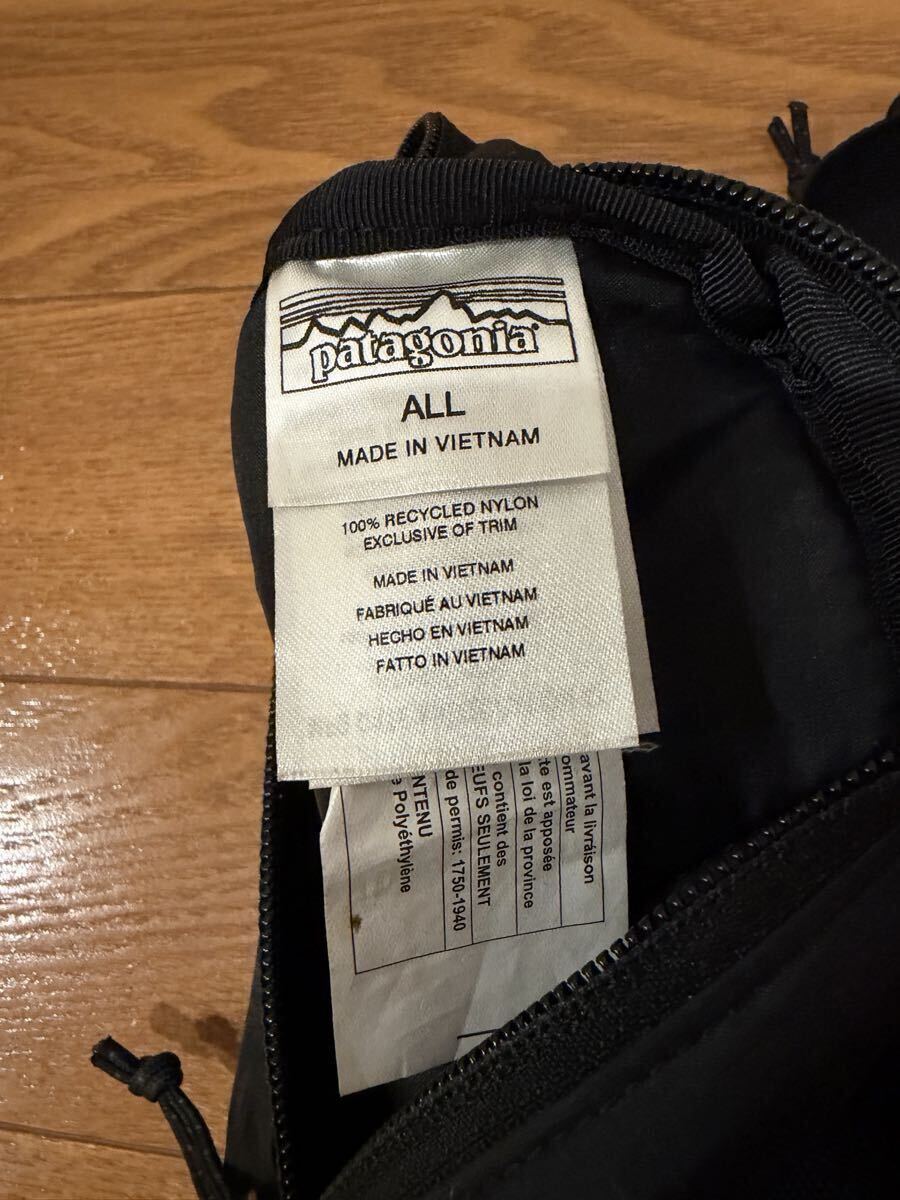 patagonia®
ALL
MADE IN VIETNAM
100% RECYCLED NYLON
EXCLUSIVE OF TRIM
MADE IN VIETNAM
FABRIQUÉ AU VIETNAM
HECHO EN VIETNAM
FATTO IN VIETNAM
avant la livraison
ommateur
te est apposée
la loi de la province
contient des
EUFS SEULEMENT
de permis: 1750-1940
NTENU
e Polyéthylène